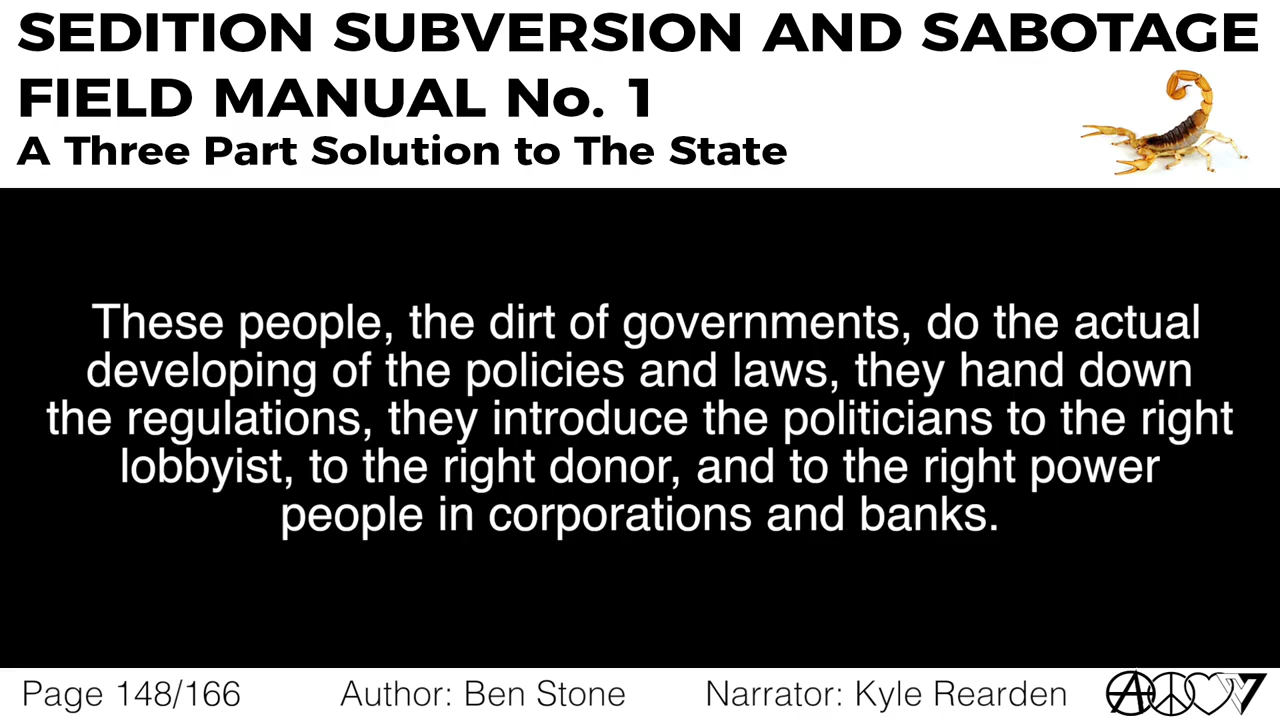 SEDITION SUBVERSION AND SABOTAGE
FIELD MANUAL No. 1
A Three Part Solution to The State
These people, the dirt of governments, do the actual
developing of the policies and laws, they hand down
the regulations, they introduce the politicians to the right
lobbyist, to the right donor, and to the right power
people in corporations and banks.
Page 148/166 Author: Ben Stone Narrator: Kyle Rearden